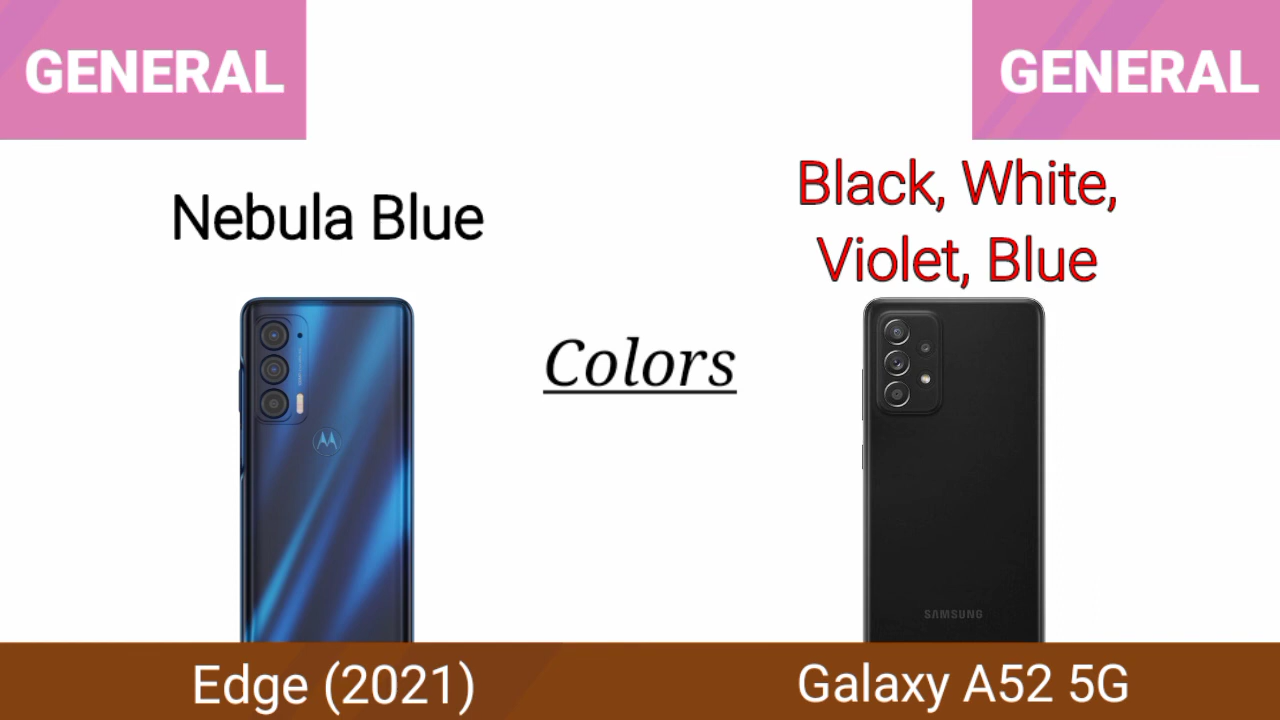 GENERAL
GENERAL
Nebula Blue
Black, White,
Violet, Blue
Colors
SAMSUNG
Edge (2021)
Galaxy A52 5G